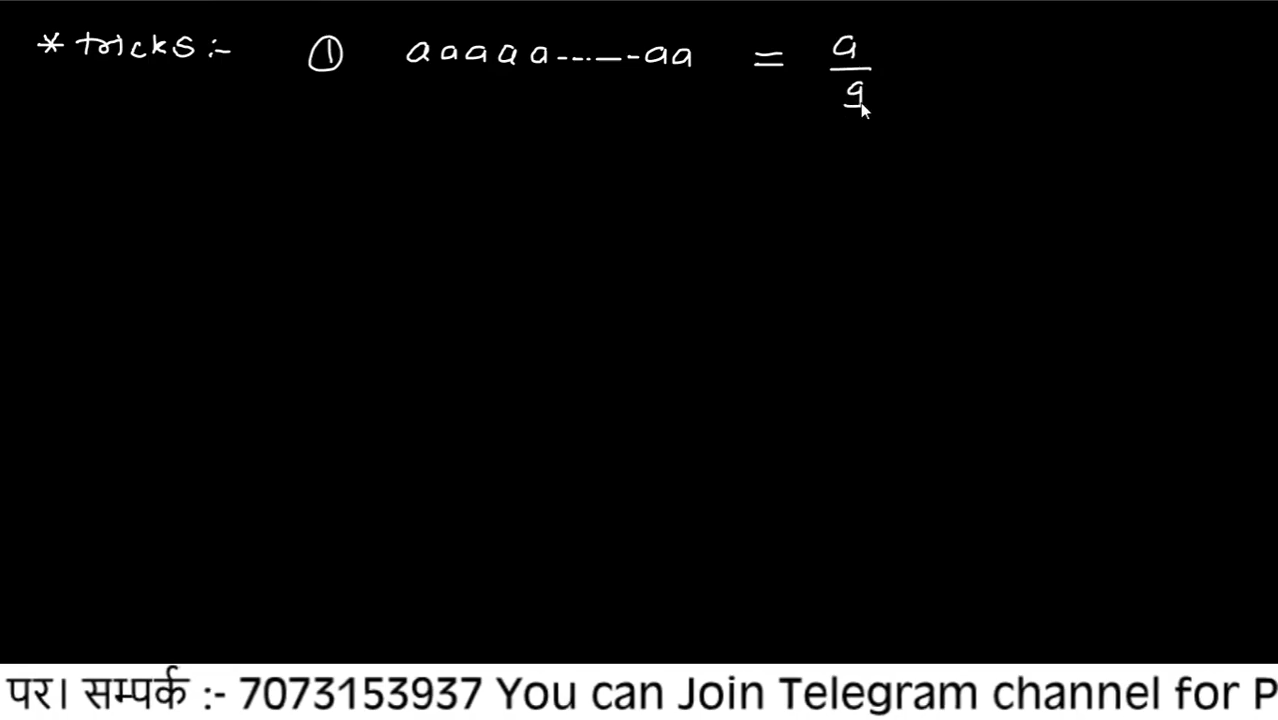 * tricks :- ① aaaaa-------aa = a/9
पर। सम्पर्क :- 7073153937 You can Join Telegram channel for P